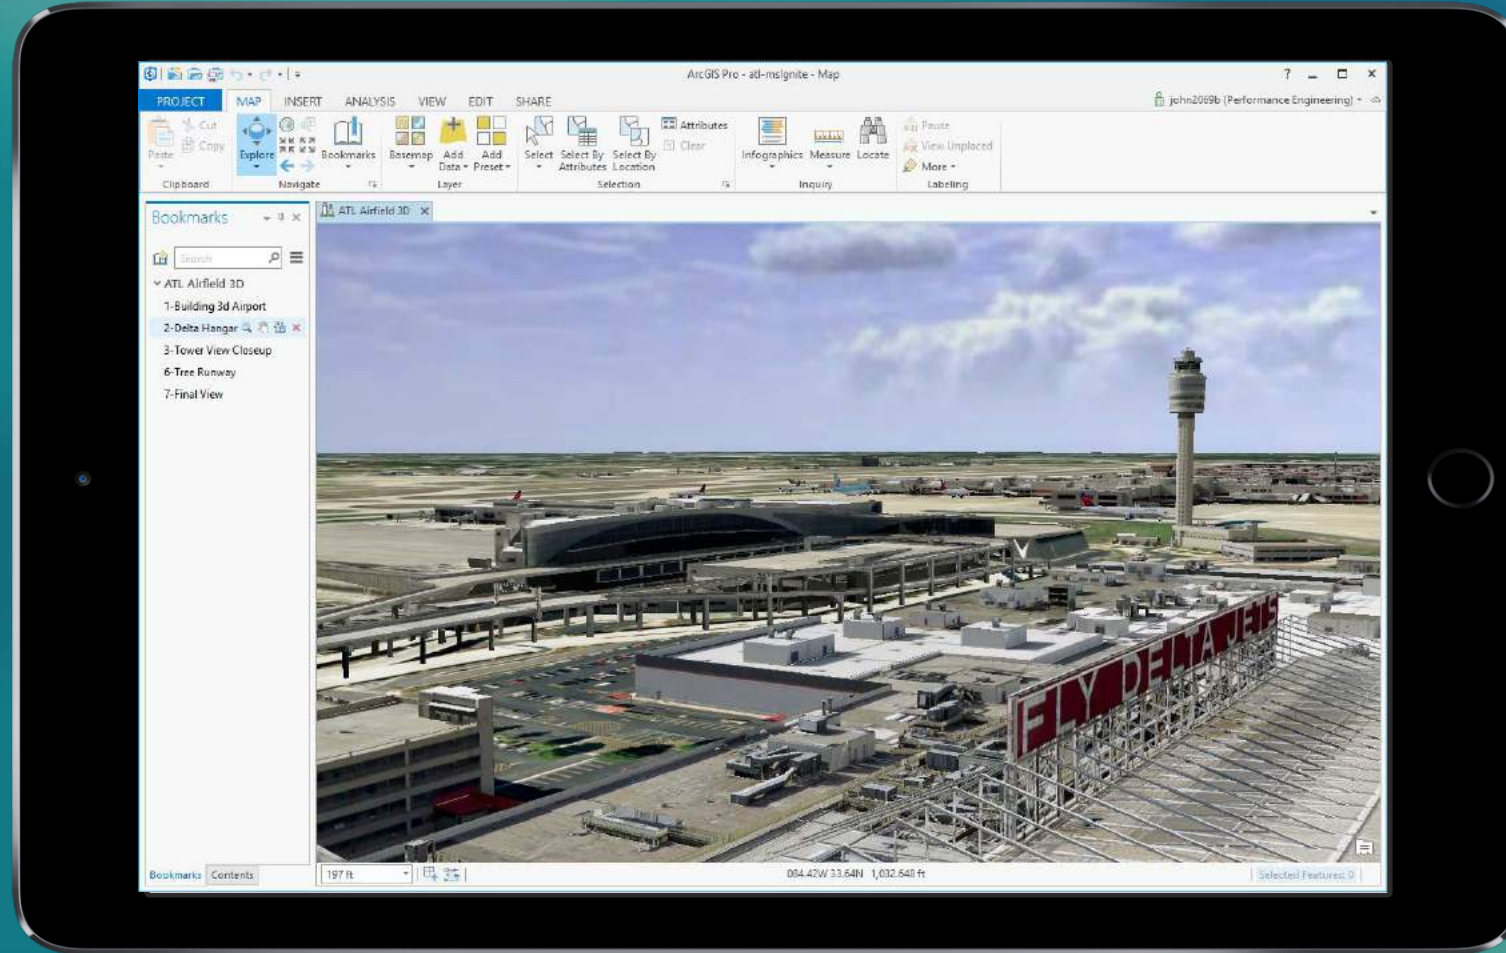 ArcGIS Pro - atl-msIgnite - Map
?
PROJECT MAP INSERT ANALYSIS VIEW EDIT SHARE
john2069b (Performance Engineering)
Paste
Cut
Copy
Clipboard
Explore
Bookmarks
Navigate
Basemap
Add Data
Add Preset
Layer
Select
Select By Attributes
Select By Location
Attributes
Clear
Selection
Infographics
Measure
Locate
Inquiry
Pause
View Unplaced
More
Labeling
Bookmarks
Search
ATL Airfield 3D
1-Building 3d Airport
2-Delta Hangar
3-Tower View Closeup
6-Tree Runway
7-Final View
Bookmarks Contents
ATL Airfield 3D
FLY DELTA JETS
197 ft
084.42W 33.64N 1,032.648 ft
Selected Features: 0